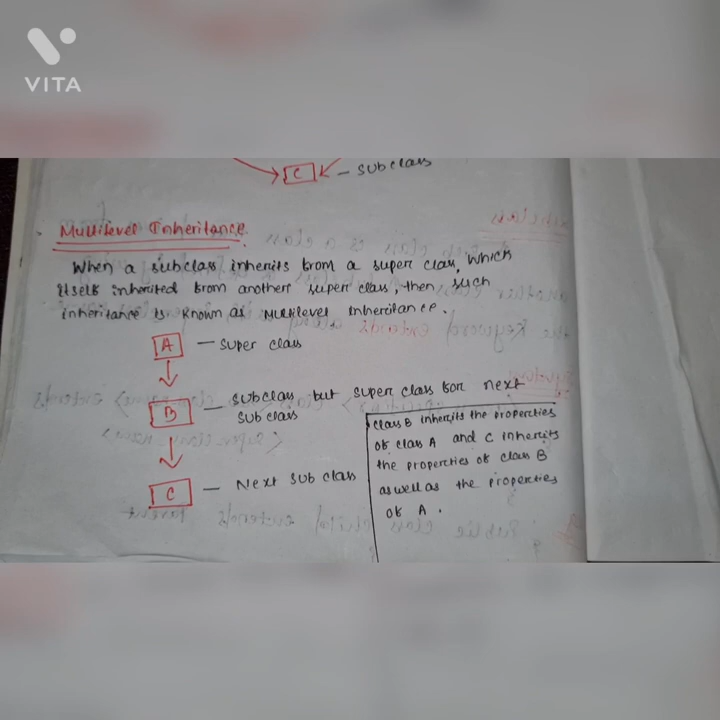 VITA
C – subclass
Multilevel Inheritance
When a subclass inherits from a super class, which
itself inherited from another super class, then such
inheritance is known as Multilevel inheritance.
A – Super class
B – subclass but super class for next
sub class
C – Next sub class
class B inherits the properties
of class A and C inherits
the properties of class B
as well as the properties
of A.